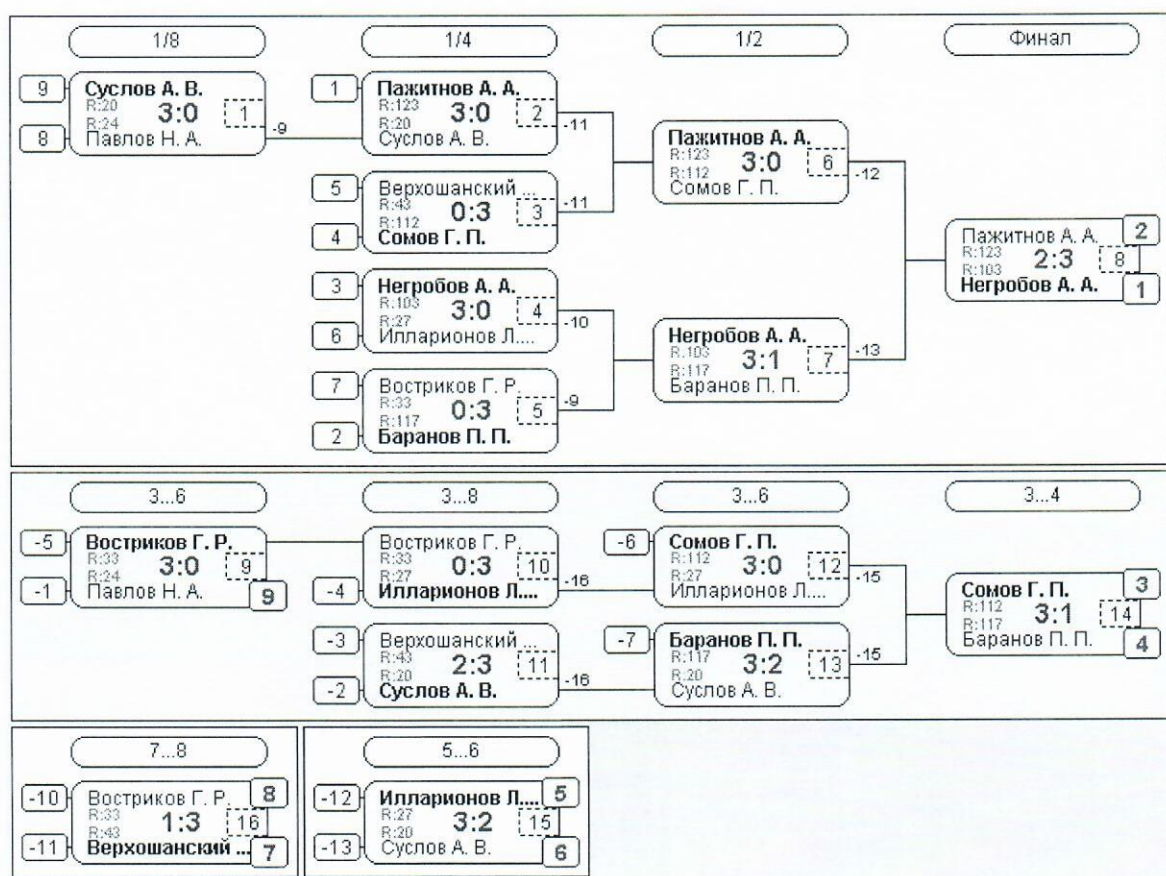 1/8 1/4 1/2 Финал
9 Суслов А. В. 1 Пажитнов А. А.
R:20 3:0 1 R:123 3:0 2
R:24 R:20 -11
8 Павлов Н. А. -9 Суслов А. В.
Пажитнов А. А.
R:123 3:0 6
R:112 -12
Сомов Г. П.
5 Верхошанский ...
R:43 0:3 3
R:112 -11
4 Сомов Г. П.
Пажитнов А. А. 2
R:123 2:3 8
R:103
Негробов А. А. 1
3 Негробов А. А.
R:103 3:0 4
R:27 -10
6 Илларионов Л....
Негробов А. А.
R:103 3:1 7
R:117 -13
Баранов П. П.
7 Востриков Г. Р.
R:33 0:3 5
R:117 -9
2 Баранов П. П.
3...6 3...8 3...6 3...4
-5 Востриков Г. Р.
R:33 3:0 9
R:24
-1 Павлов Н. А. 9
Востриков Г. Р.
R:33 0:3 10
R:27 -16
-4 Илларионов Л....
-6 Сомов Г. П.
R:112 3:0 12
R:27 -15
Илларионов Л....
Сомов Г. П. 3
R:112 3:1 14
R:117
Баранов П. П. 4
-3 Верхошанский ...
R:43 2:3 11
R:20 -16
-2 Суслов А. В.
-7 Баранов П. П.
R:117 3:2 13
R:20 -15
Суслов А. В.
7...8 5...6
-10 Востриков Г. Р. 8
R:33 1:3 16
R:43
-11 Верхошанский ... 7
-12 Илларионов Л.... 5
R:27 3:2 15
R:20
-13 Суслов А. В. 6